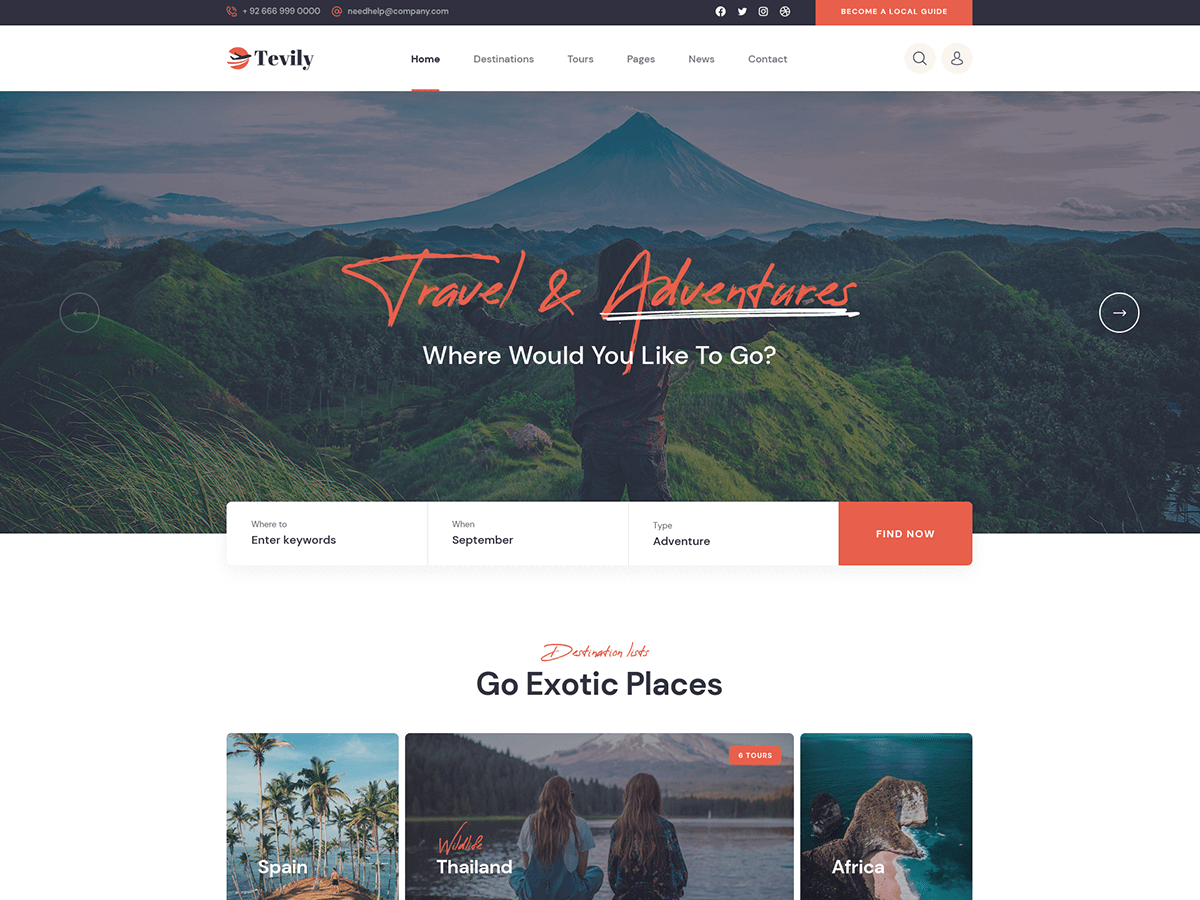 + 92 666 999 0000 needhelp@company.com BECOME A LOCAL GUIDE
Tevily Home Destinations Tours Pages News Contact
Travel & Adventures
Where Would You Like To Go?
Where to
Enter keywords
When
September
Type
Adventure
FIND NOW
Destination lists
Go Exotic Places
Spain
6 TOURS
Wildlife
Thailand
Africa